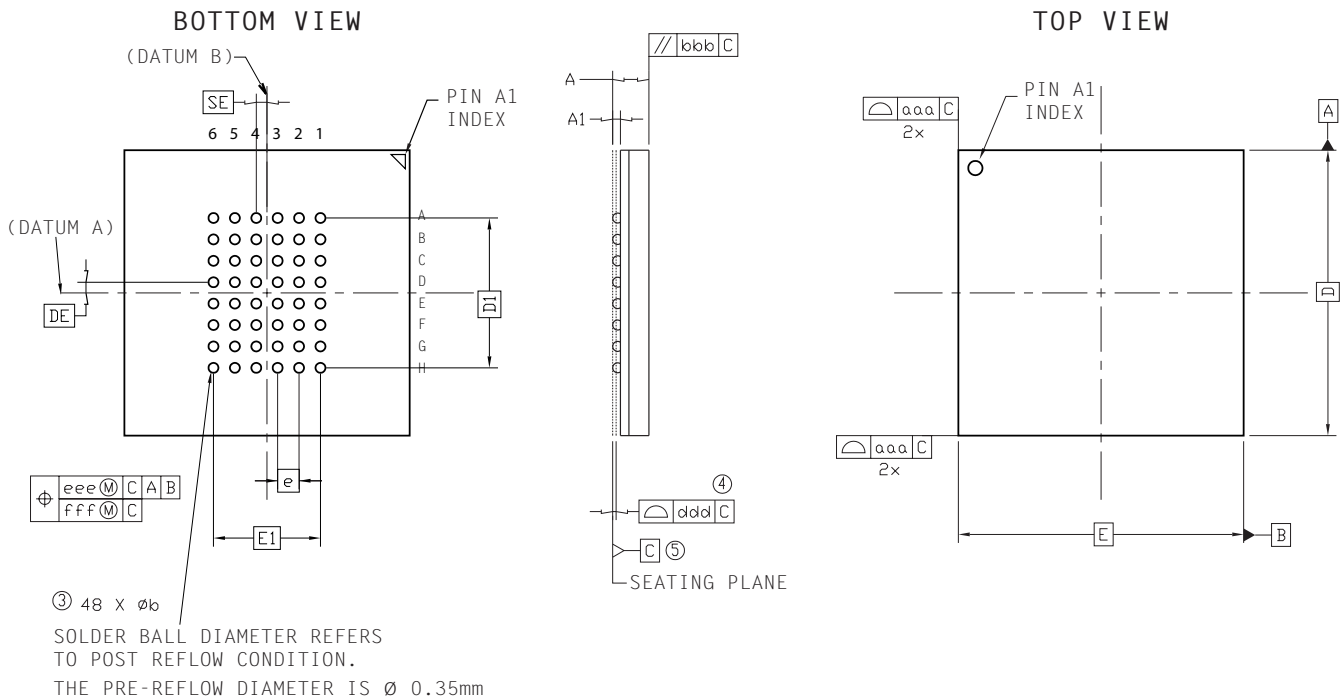 BOTTOM VIEW
TOP VIEW
(DATUM B)
// bbb C
A
SE
PIN A1
INDEX
A1
6 5 4 3 2 1
PIN A1
INDEX
aaa C
2x
A
(DATUM A)
A
B
C
D
E
F
G
H
DE
D1
D
aaa C
2x
eee Ⓜ C A B
fff Ⓜ C
e
E1
④
ddd C
C ⑤
SEATING PLANE
E
B
③ 48 X Øb
SOLDER BALL DIAMETER REFERS
TO POST REFLOW CONDITION.
THE PRE-REFLOW DIAMETER IS Ø 0.35mm